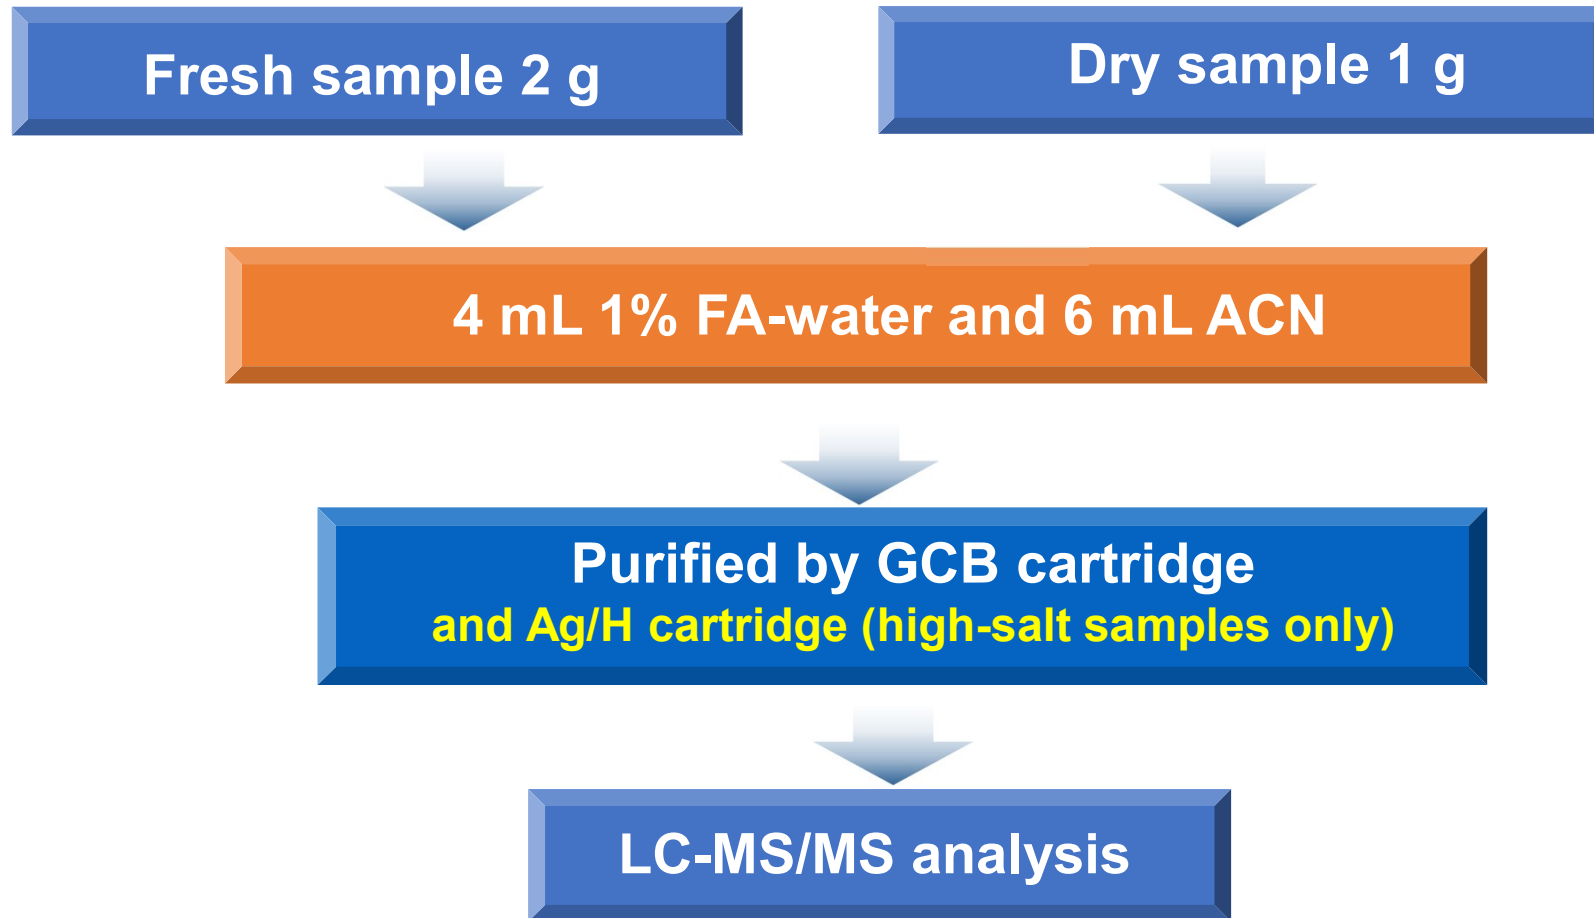 Fresh sample 2 g
Dry sample 1 g
4 mL 1% FA-water and 6 mL ACN
Purified by GCB cartridge
and Ag/H cartridge (high-salt samples only)
LC-MS/MS analysis